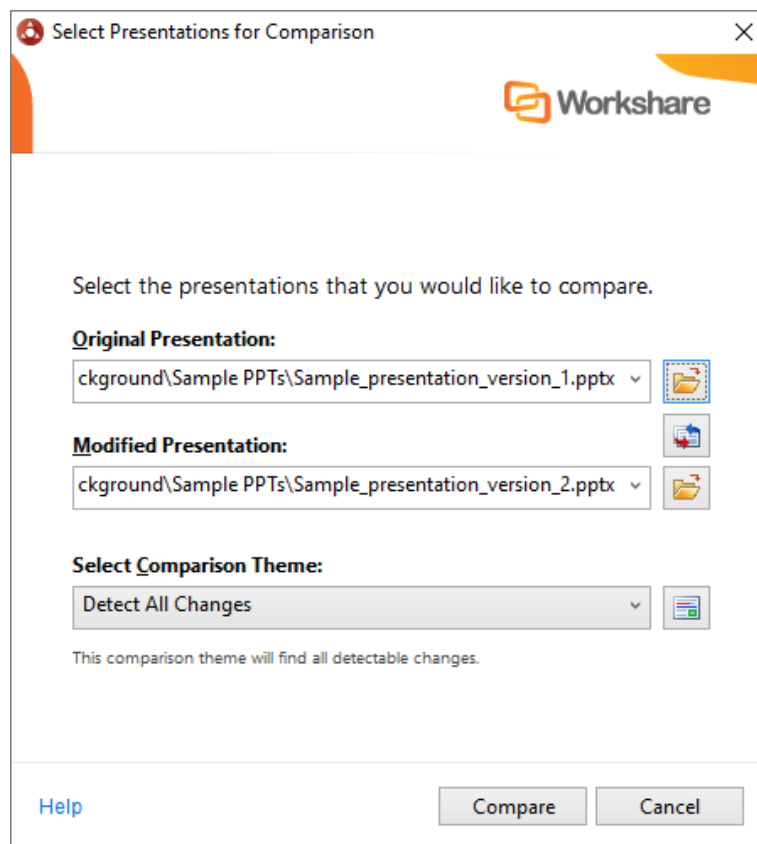 Select Presentations for Comparison
Workshare
Select the presentations that you would like to compare.
Original Presentation:
ckground\Sample PPTs\Sample_presentation_version_1.pptx
Modified Presentation:
ckground\Sample PPTs\Sample_presentation_version_2.pptx
Select Comparison Theme:
Detect All Changes
This comparison theme will find all detectable changes.
Help
Compare
Cancel